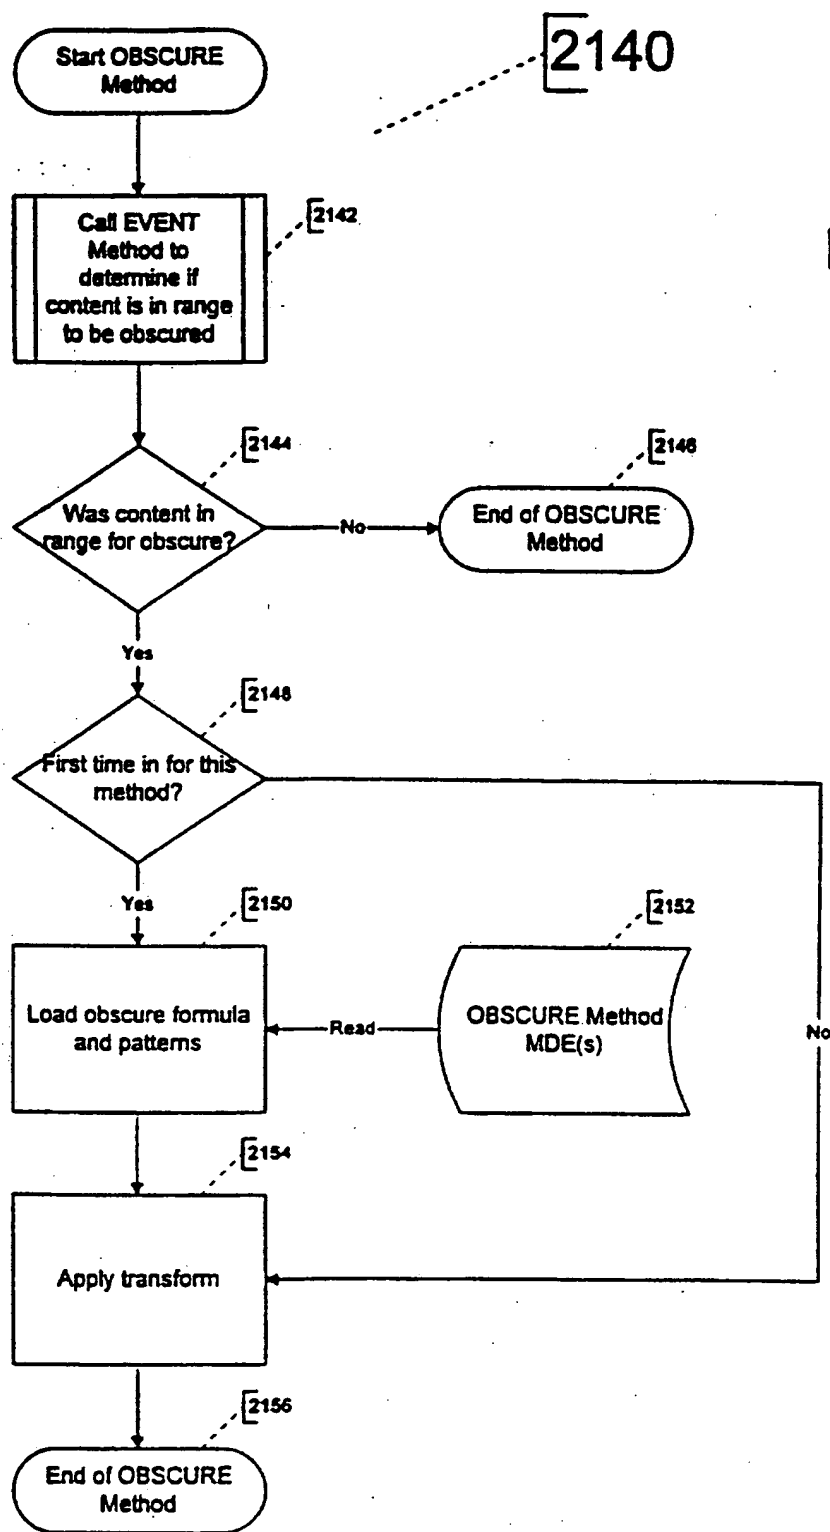 Start OBSCURE
Method
2140
Call EVENT
Method to
determine if
content is in range
to be obscured
2142
2144
Was content in
range for obscure?
No
2146
End of OBSCURE
Method
Yes
2148
First time in for this
method?
Yes
2150
Load obscure formula
and patterns
Read
2152
OBSCURE Method
MDE(s)
No
2154
Apply transform
2156
End of OBSCURE
Method